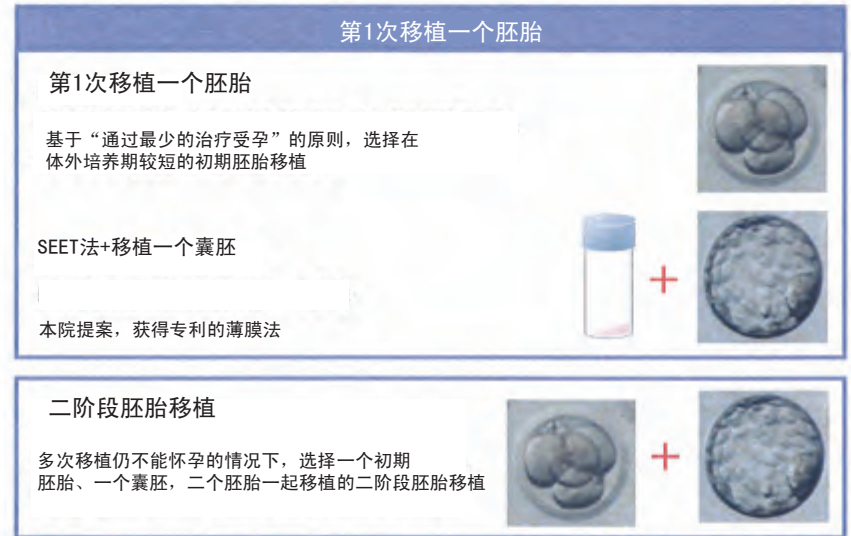 第1次移植一个胚胎
第1次移植一个胚胎
基于“通过最少的治疗受孕”的原则，选择在
体外培养期较短的初期胚胎移植
SEET法+移植一个囊胚
本院提案，获得专利的薄膜法
二阶段胚胎移植
多次移植仍不能怀孕的情况下，选择一个初期
胚胎、一个囊胚，二个胚胎一起移植的二阶段胚胎移植